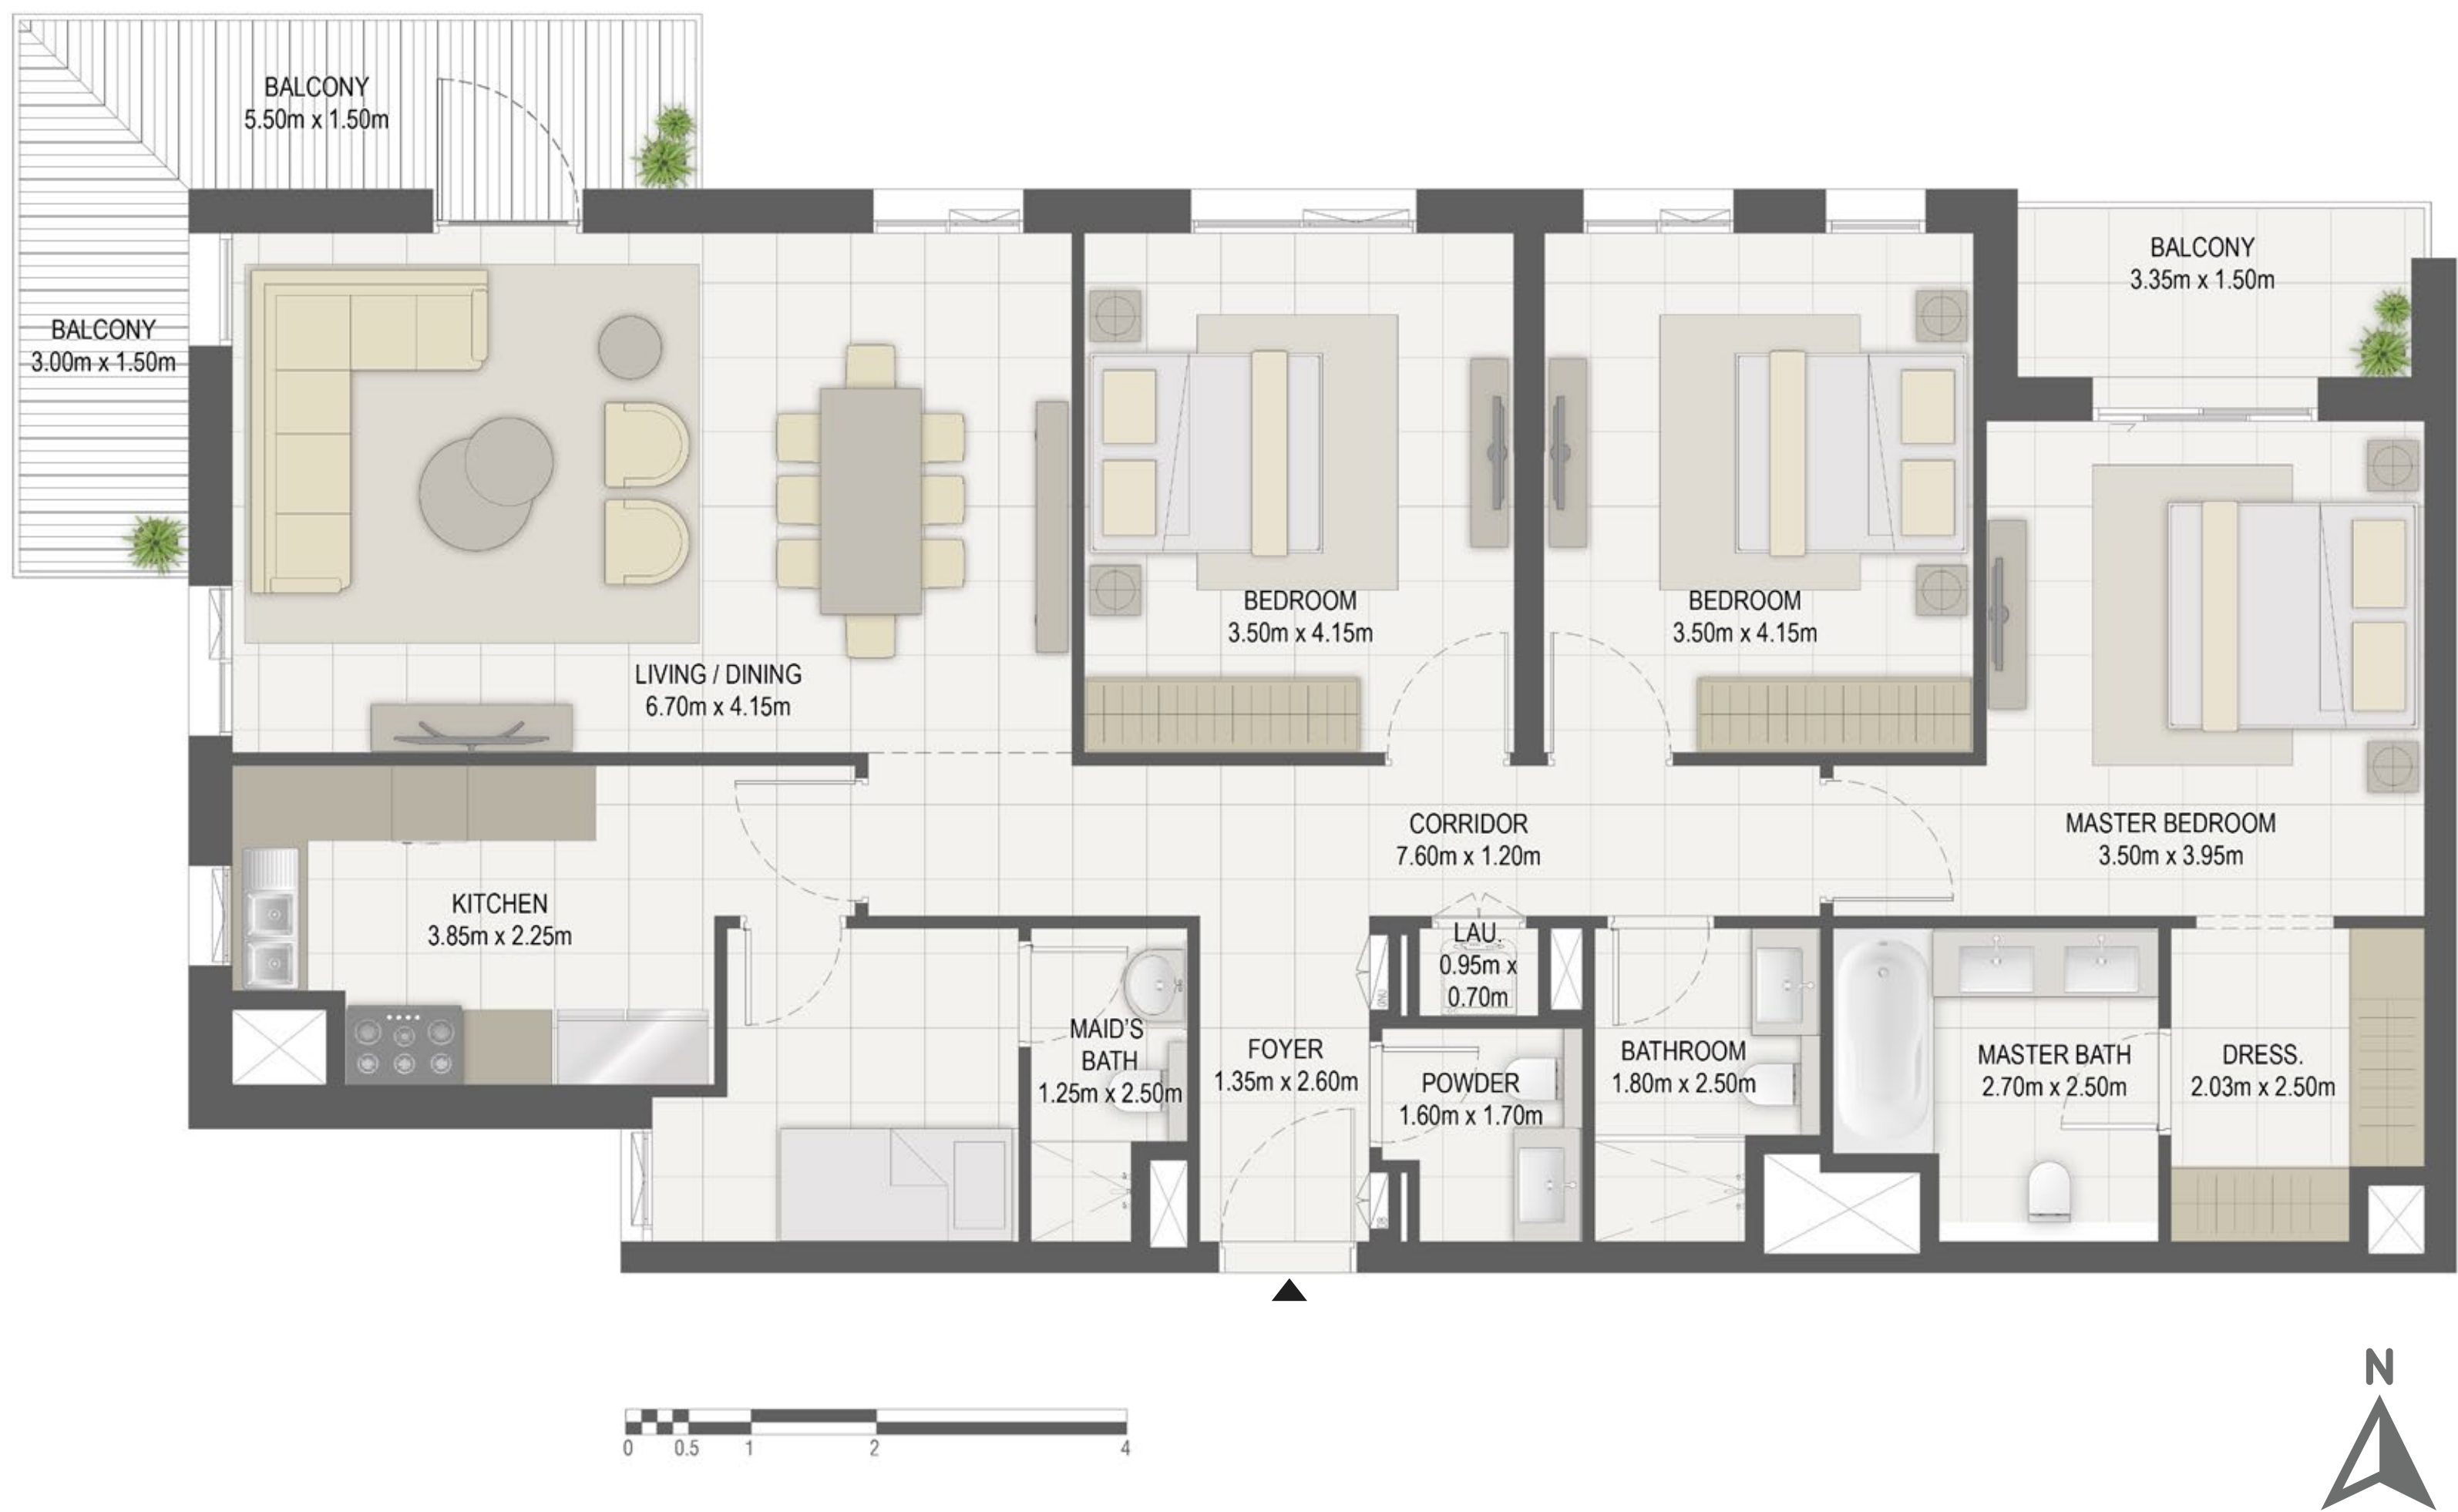 BALCONY
5.50m x 1.50m
BALCONY
3.35m x 1.50m
BALCONY
3.00m x 1.50m
BEDROOM
3.50m x 4.15m
BEDROOM
3.50m x 4.15m
LIVING / DINING
6.70m x 4.15m
CORRIDOR
7.60m x 1.20m
MASTER BEDROOM
3.50m x 3.95m
KITCHEN
3.85m x 2.25m
LAU.
0.95m x
0.70m
MAID'S
BATH
1.25m x 2.50m
FOYER
1.35m x 2.60m
POWDER
1.60m x 1.70m
BATHROOM
1.80m x 2.50m
MASTER BATH
2.70m x 2.50m
DRESS.
2.03m x 2.50m
N
0 0.5 1 2 4